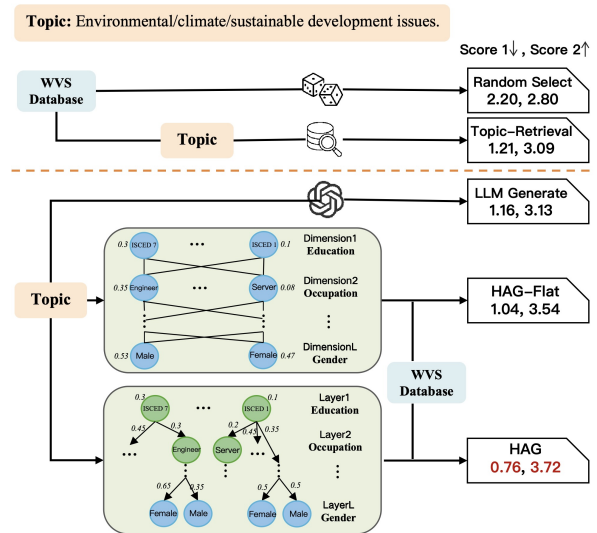 Topic: Environmental/climate/sustainable development issues.
Score 1↓ , Score 2↑
WVS
Database
Random Select
2.20, 2.80
Topic
Topic-Retrieval
1.21, 3.09
LLM Generate
1.16, 3.13
Topic
0.3 ISCED 7 ... ISCED 1 0.1
Dimension1
Education
0.35 Engineer ... Server 0.08
Dimension2
Occupation
0.53 Male Female 0.47
DimensionL
Gender
HAG-Flat
1.04, 3.54
WVS
Database
0.3 0.1
ISCED 7 ... ISCED 1
Layer1
Education
0.45 0.3 0.2 0.45 0.35
... Engineer Server ...
Layer2
Occupation
0.65 0.35 0.5 0.5
Female Male Female Male
LayerL
Gender
HAG
0.76, 3.72